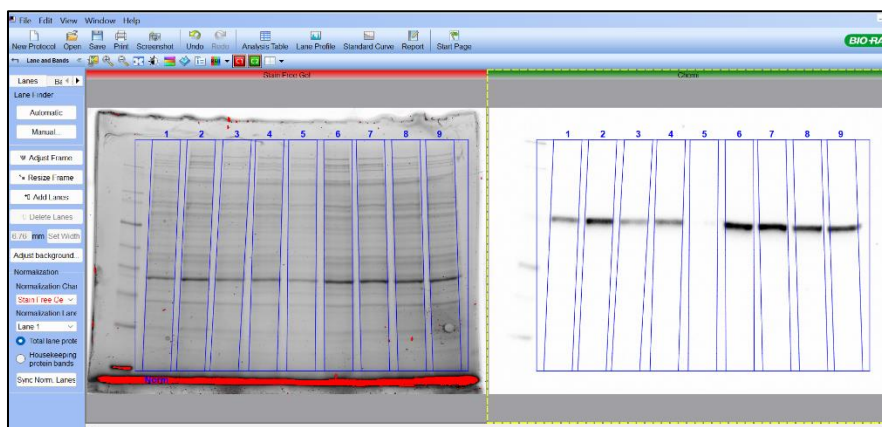 File Edit View Window Help
New Protocol Open Save Print Screenshot Undo Redo Analysis Table Lane Profile Standard Curve Report Start Page
BIO-RA
Lane and Bands
Stain Free Gel
Chemi
Lanes
Lane Finder
Automatic
Manual...
Adjust Frame
Resize Frame
Add Lanes
Delete Lanes
6.76 mm Set Width
Adjust background...
Normalization
Normalization Char
Stain Free Ge
Normalization Lane
Lane 1
Total lane prote
Housekeeping
protein bands
Sync Norm. Lanes
1 2 3 4 5 6 7 8 9
Norm
1 2 3 4 5 6 7 8 9